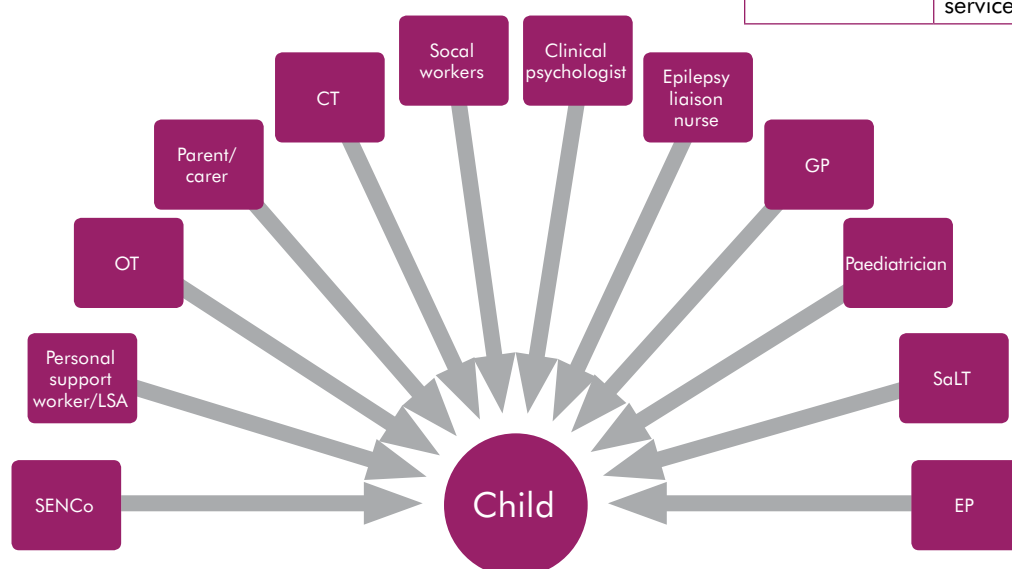 service
Socal
workers
Clinical
psychologist
Epilepsy
liaison
nurse
CT
GP
Parent/
carer
OT
Paediatrician
Personal
support
worker/LSA
SaLT
SENCo
Child
EP